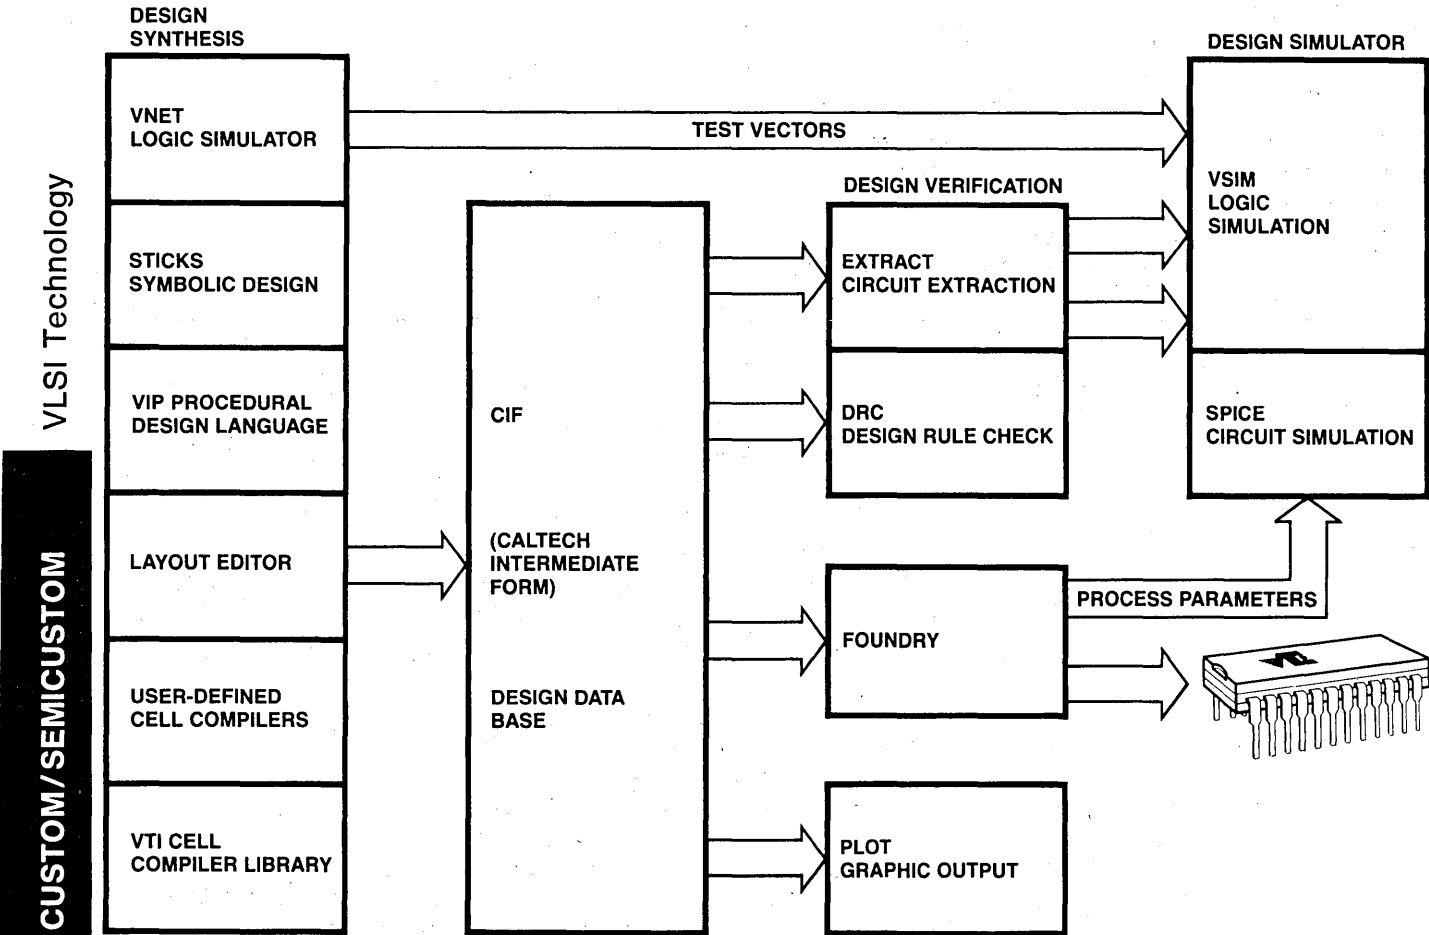 DESIGN
SYNTHESIS
VNET
LOGIC SIMULATOR
STICKS
SYMBOLIC DESIGN
VIP PROCEDURAL
DESIGN LANGUAGE
LAYOUT EDITOR
USER-DEFINED
CELL COMPILERS
VTI CELL
COMPILER LIBRARY
VLSI Technology
CUSTOM/SEMICUSTOM
TEST VECTORS
CIF
(CALTECH
INTERMEDIATE
FORM)
DESIGN DATA
BASE
DESIGN VERIFICATION
EXTRACT
CIRCUIT EXTRACTION
DRC
DESIGN RULE CHECK
FOUNDRY
PLOT
GRAPHIC OUTPUT
DESIGN SIMULATOR
VSIM
LOGIC
SIMULATION
SPICE
CIRCUIT SIMULATION
PROCESS PARAMETERS